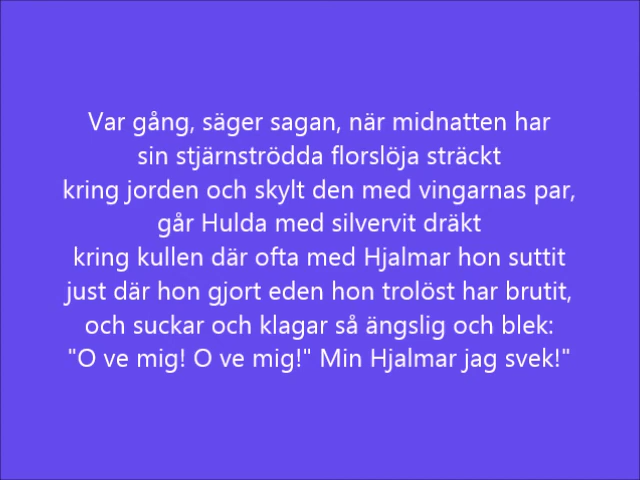 Var gång, säger sagan, när midnatten har
sin stjärnströdda florslöja sträckt
kring jorden och skylt den med vingarnas par,
går Hulda med silvervit dräkt
kring kullen där ofta med Hjalmar hon suttit
just där hon gjort eden hon trolöst har brutit,
och suckar och klagar så ängslig och blek:
"O ve mig! O ve mig!" Min Hjalmar jag svek!"